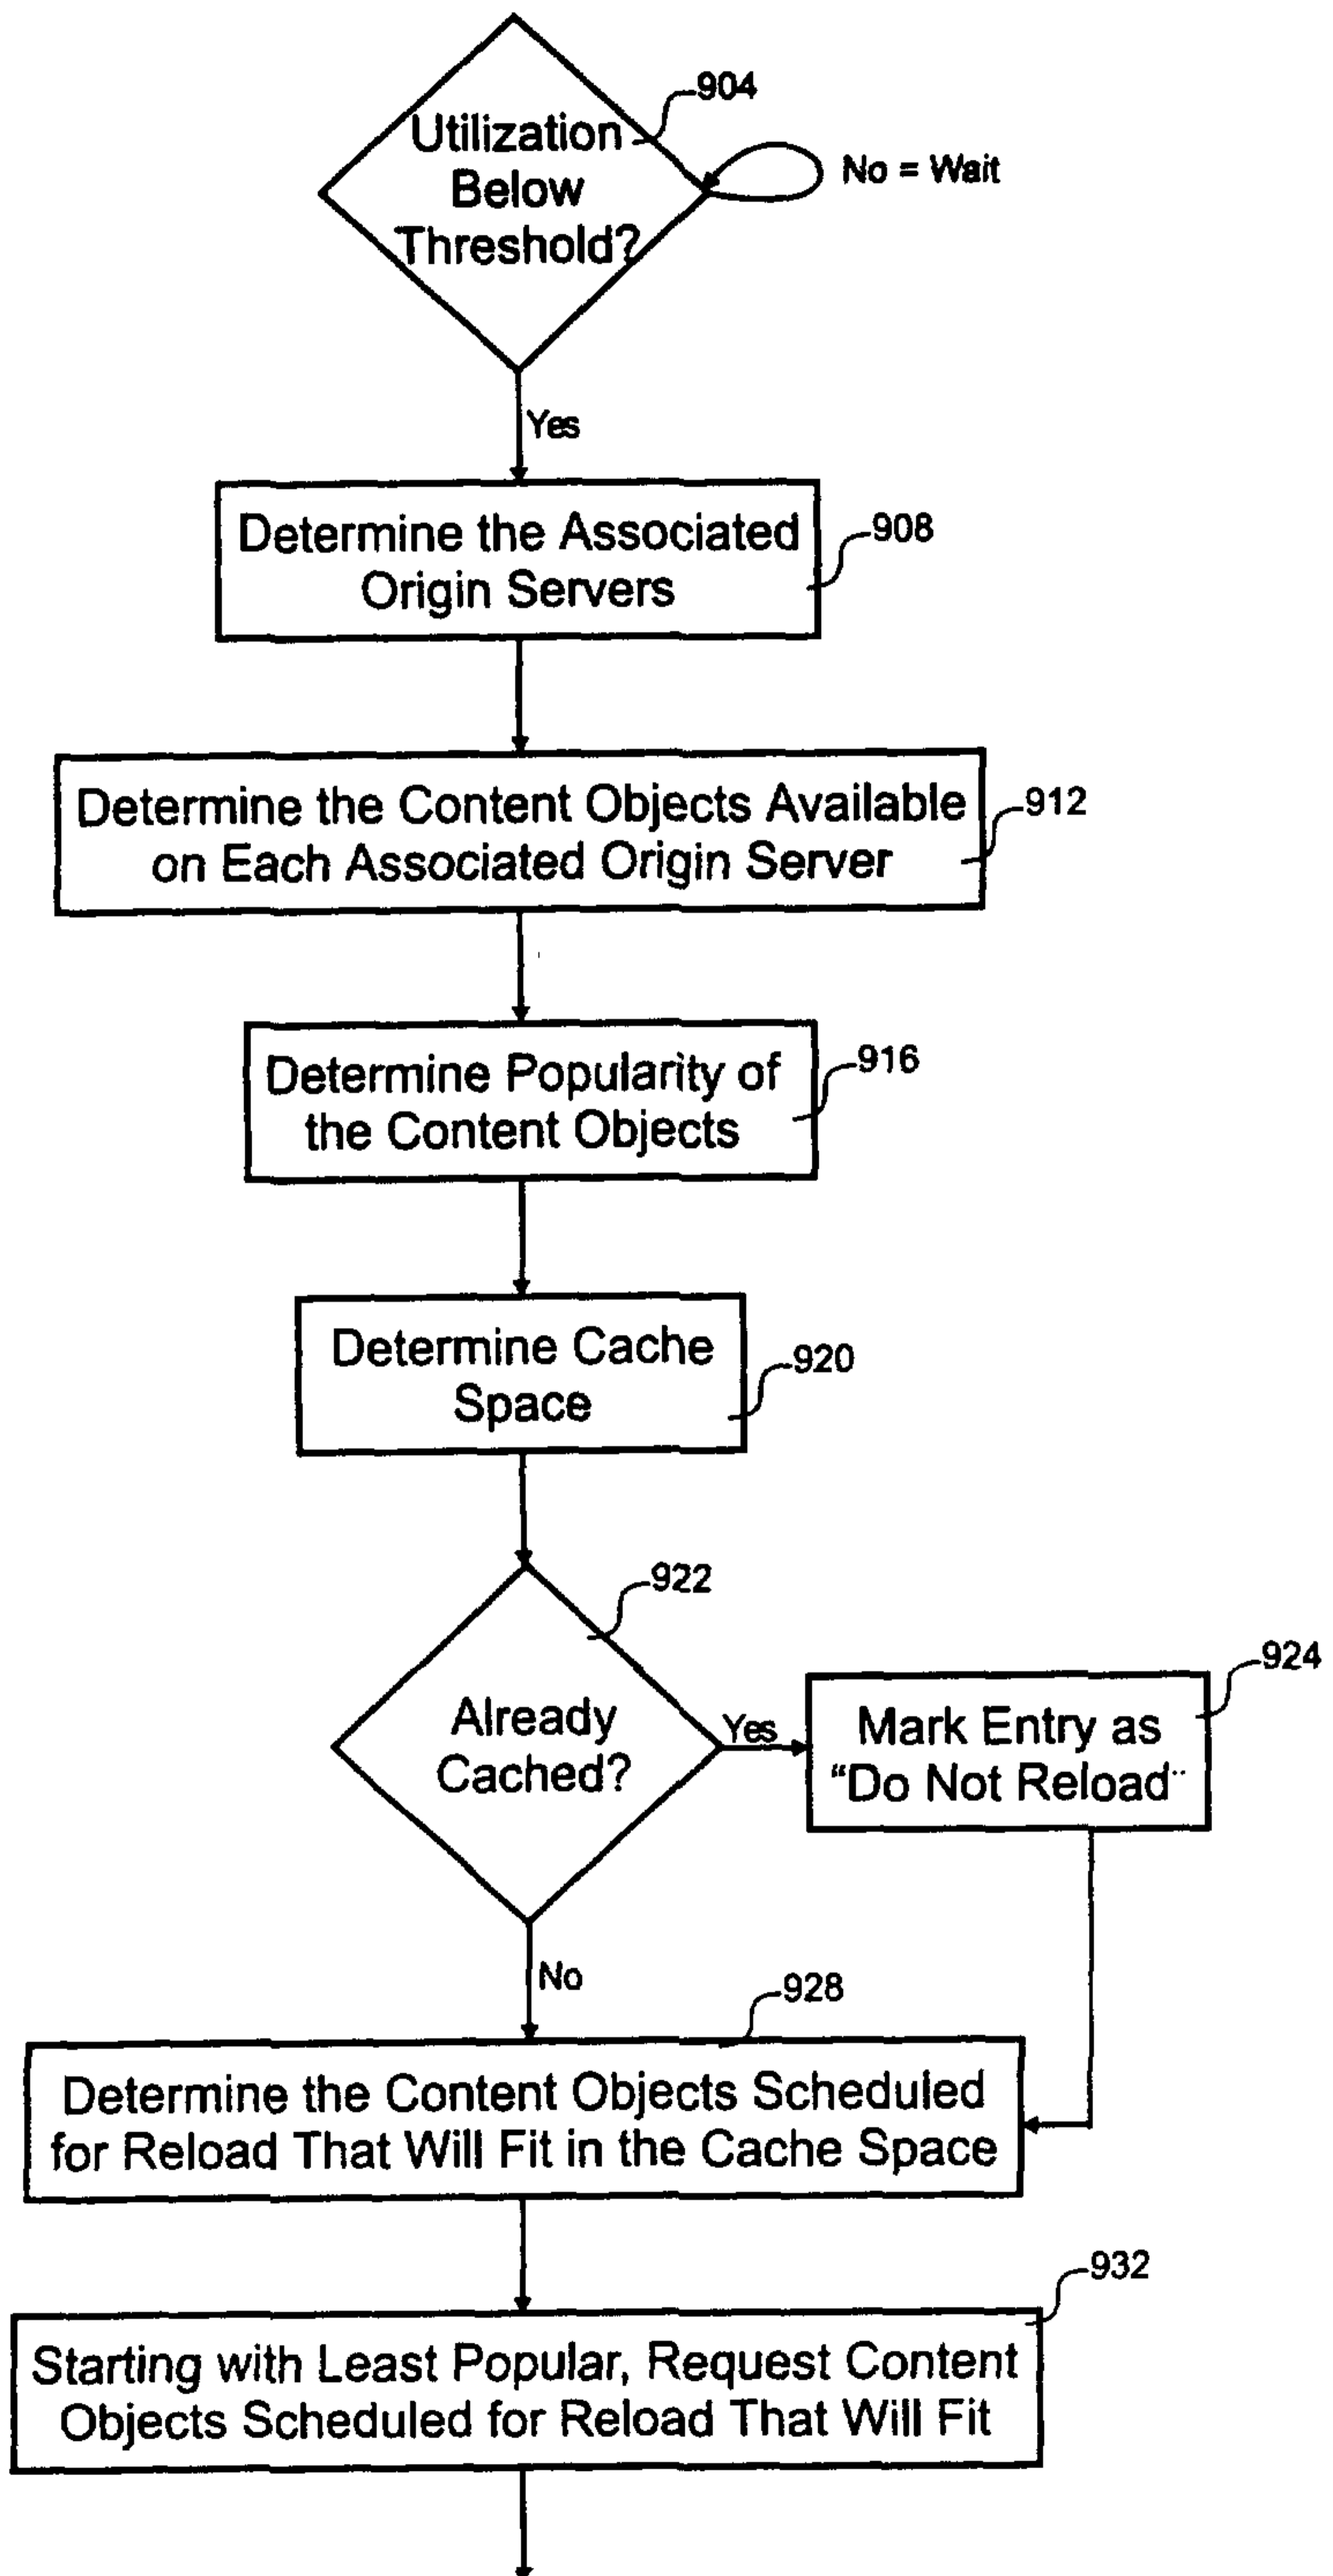 904
Utilization
Below
Threshold?
No = Wait
Yes
Determine the Associated
Origin Servers
908
Determine the Content Objects Available
on Each Associated Origin Server
912
Determine Popularity of
the Content Objects
916
Determine Cache
Space
920
922
Already
Cached?
Yes
924
Mark Entry as
“Do Not Reload”
No
928
Determine the Content Objects Scheduled
for Reload That Will Fit in the Cache Space
932
Starting with Least Popular, Request Content
Objects Scheduled for Reload That Will Fit